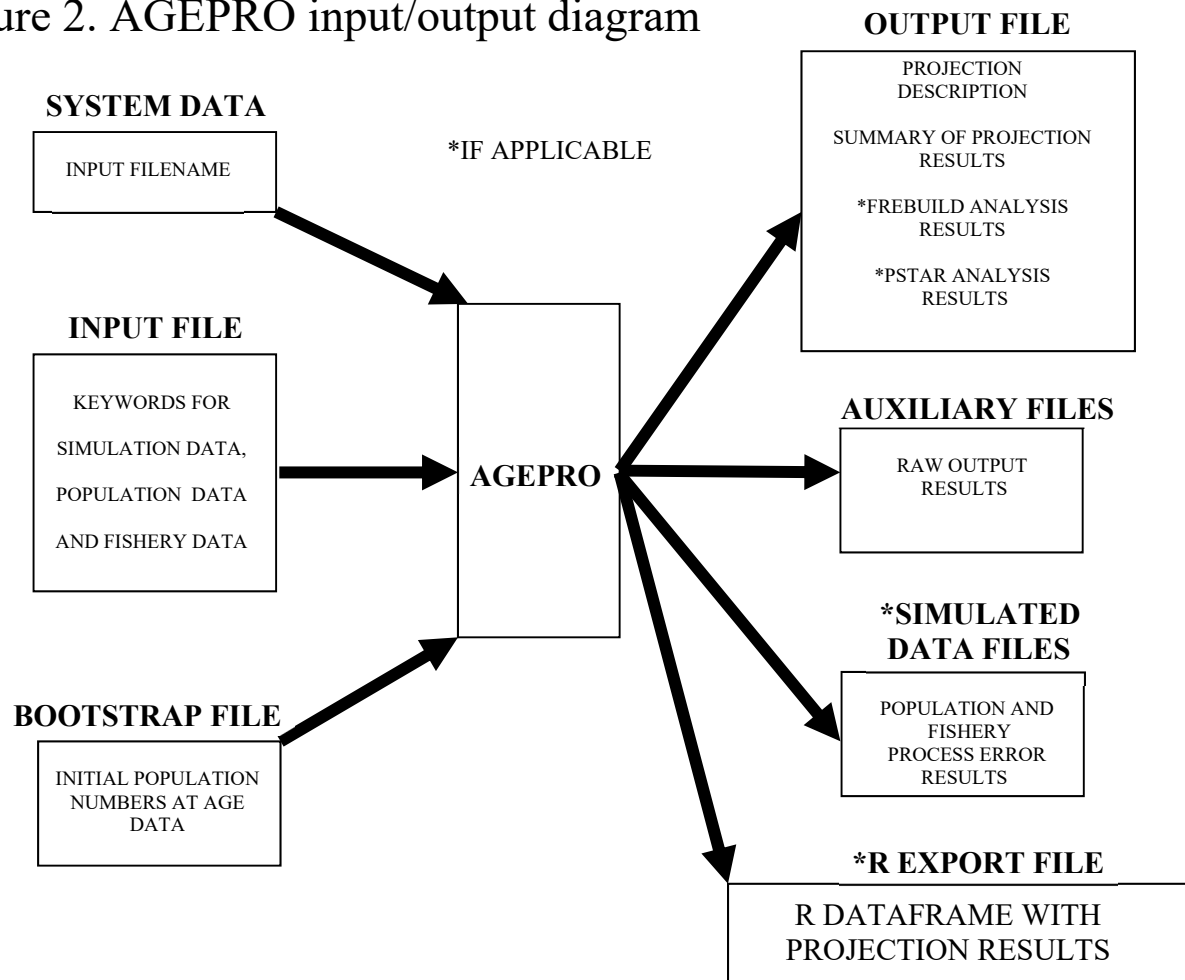 ure 2. AGEPRO input/output diagram
SYSTEM DATA
INPUT FILENAME
*IF APPLICABLE
INPUT FILE
KEYWORDS FOR
SIMULATION DATA,
POPULATION DATA
AND FISHERY DATA
BOOTSTRAP FILE
INITIAL POPULATION
NUMBERS AT AGE
DATA
AGEPRO
OUTPUT FILE
PROJECTION
DESCRIPTION
SUMMARY OF PROJECTION
RESULTS
*FREBUILD ANALYSIS
RESULTS
*PSTAR ANALYSIS
RESULTS
AUXILIARY FILES
RAW OUTPUT
RESULTS
*SIMULATED
DATA FILES
POPULATION AND
FISHERY
PROCESS ERROR
RESULTS
*R EXPORT FILE
R DATAFRAME WITH
PROJECTION RESULTS